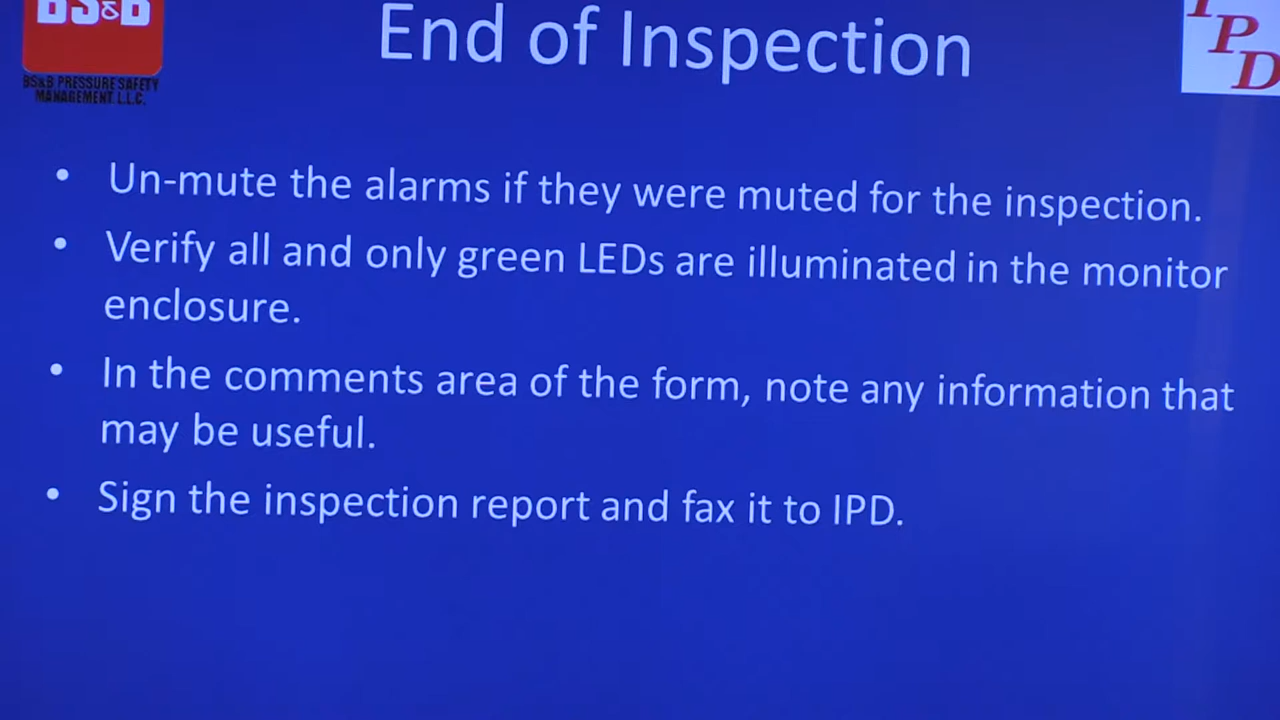 BS&B
BS&B PRESSURE SAFETY
MANAGEMENT L.L.C.
End of Inspection
I
P
D
• Un-mute the alarms if they were muted for the inspection.
• Verify all and only green LEDs are illuminated in the monitor
enclosure.
• In the comments area of the form, note any information that
may be useful.
• Sign the inspection report and fax it to IPD.